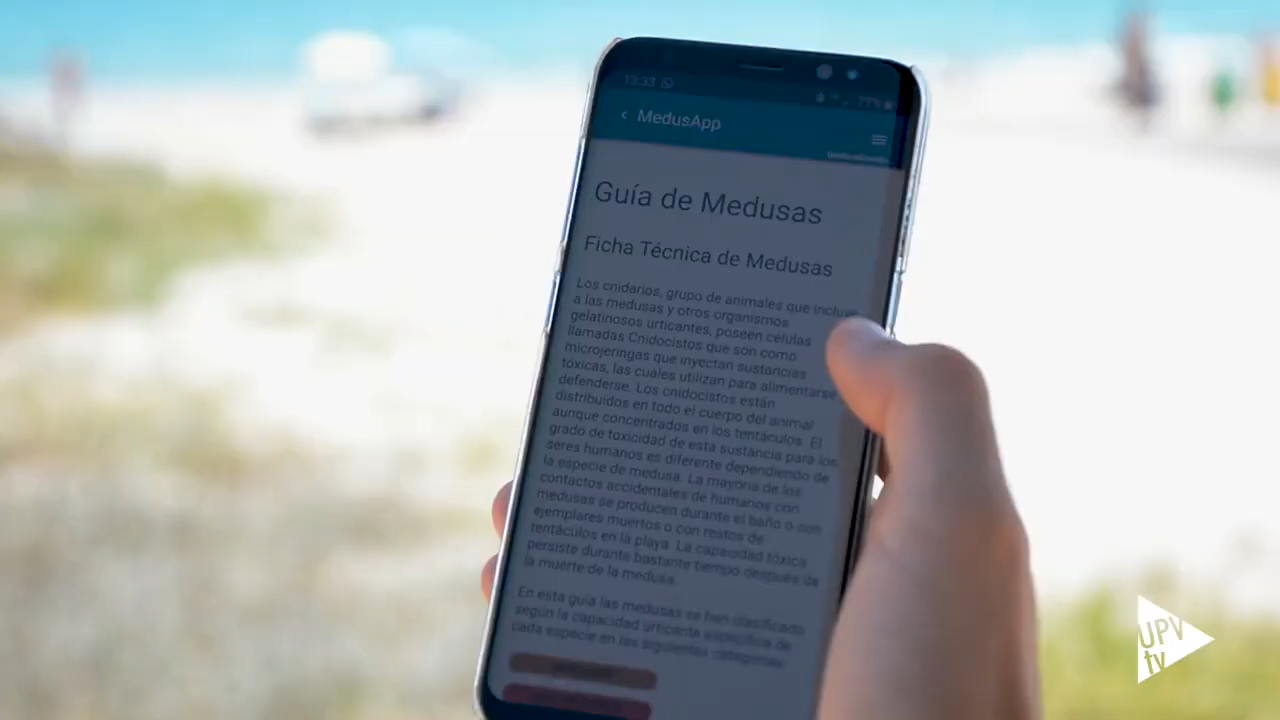 13:33
77%
‹ MedusApp
Guía de Medusas
Ficha Técnica de Medusas
Los cnidarios, grupo de animales que incluye
a las medusas y otros organismos
gelatinosos urticantes, poseen células
llamadas Cnidocistos que son como
microjeringas que inyectan sustancias
tóxicas, las cuales utilizan para alimentarse
defenderse. Los cnidocistos están
distribuidos en todo el cuerpo del animal
aunque concentrados en los tentáculos. El
grado de toxicidad de esta sustancia para los
seres humanos es diferente dependiendo de
la especie de medusa. La mayoría de los
contactos accidentales de humanos con
medusas se producen durante el baño o con
ejemplares muertos o con restos de
tentáculos en la playa. La capacidad tóxica
persiste durante bastante tiempo después de
la muerte de la medusa.
En esta guía las medusas se han clasificado
según la capacidad urticante específica de
cada especie en las siguientes categorías:
UPV
tv